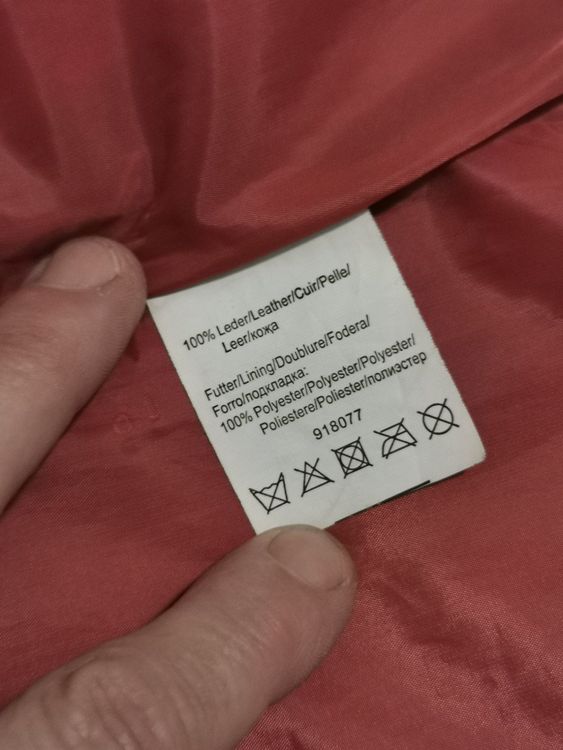 100% Leder/Leather/Cuir/Pelle/
Leer/кожа
Futter/Lining/Doublure/Fodera/
Forro/подкладка:
100% Polyester/Polyester/Polyester/
Poliestere/Poliester/полиэстер
918077